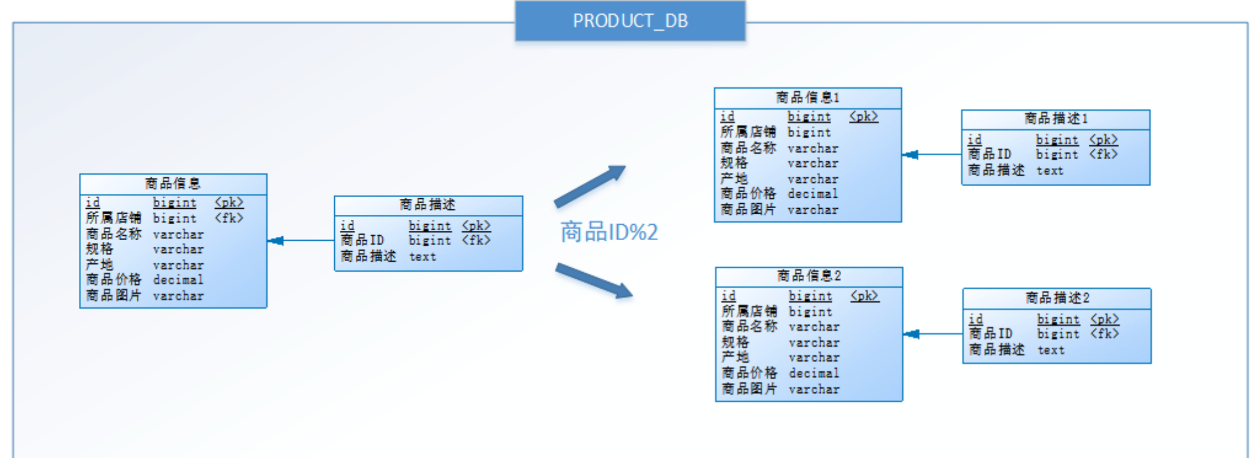 PRODUCT_DB
商品信息
id bigint <pk>
所属店铺 bigint <fk>
商品名称 varchar
规格 varchar
产地 varchar
商品价格 decimal
商品图片 varchar
商品描述
id bigint <pk>
商品ID bigint <fk>
商品描述 text
商品ID%2
商品信息1
id bigint <pk>
所属店铺 bigint
商品名称 varchar
规格 varchar
产地 varchar
商品价格 decimal
商品图片 varchar
商品描述1
id bigint <pk>
商品ID bigint <fk>
商品描述 text
商品信息2
id bigint <pk>
所属店铺 bigint
商品名称 varchar
规格 varchar
产地 varchar
商品价格 decimal
商品图片 varchar
商品描述2
id bigint <pk>
商品ID bigint <fk>
商品描述 text